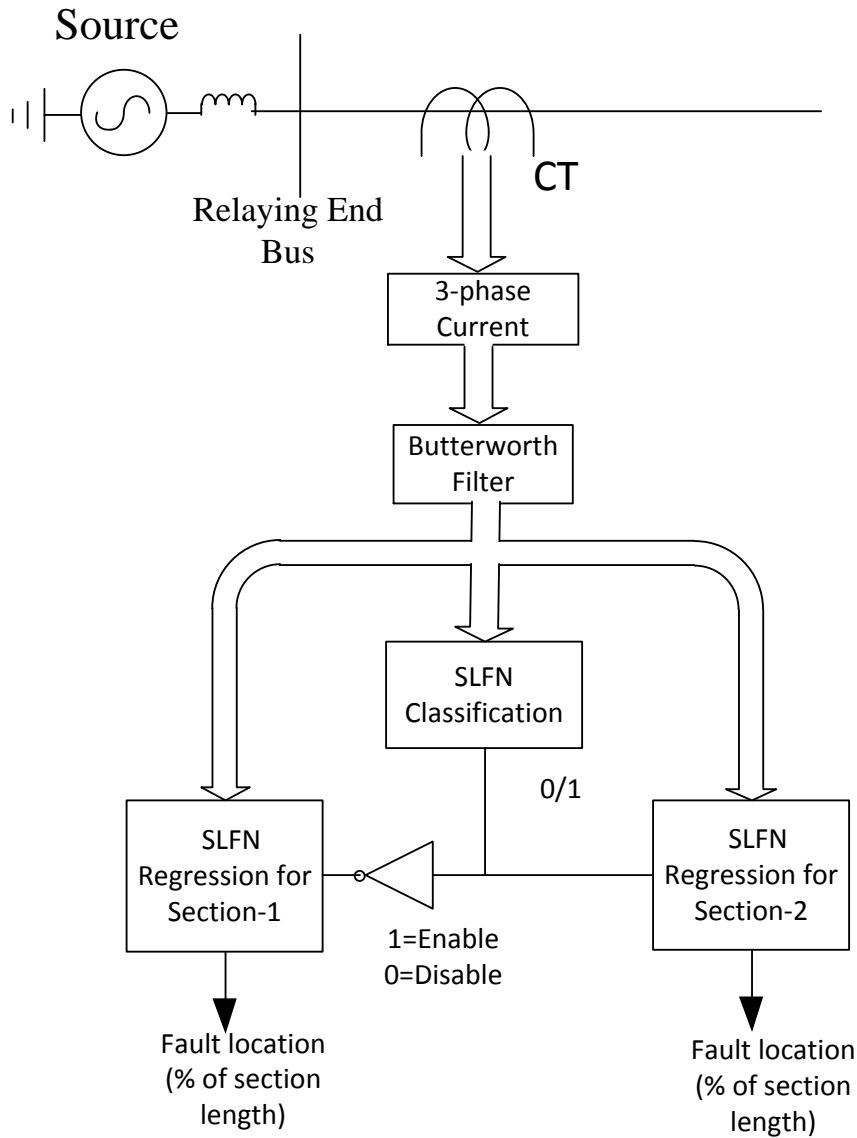 Source
CT
Relaying End
Bus
3-phase
Current
Butterworth
Filter
SLFN
Classification
0/1
SLFN
Regression for
Section-1
SLFN
Regression for
Section-2
1=Enable
0=Disable
Fault location
(% of section
length)
Fault location
(% of section
length)